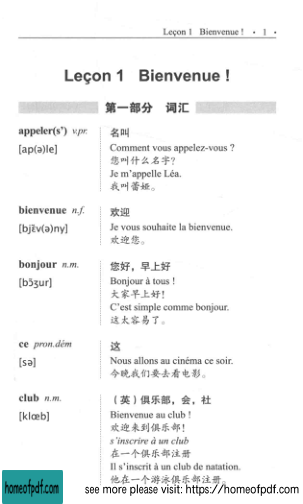 Leçon 1 Bienvenue ! • 1 •
Leçon 1 Bienvenue !
第一部分 词汇
appeler(s') v.pr. 名叫
[ap(ə)le] Comment vous appelez-vous ?
您叫什么名字?
Je m'appelle Léa.
我叫蕾娅。
bienvenue n.f. 欢迎
[bjɛ̃v(ə)ny] Je vous souhaite la bienvenue.
欢迎您。
bonjour n.m. 您好,早上好
[bɔ̃ʒur] Bonjour à tous !
大家早上好!
C'est simple comme bonjour.
这太容易了。
ce pron.dém 这
[sə] Nous allons au cinéma ce soir.
今晚我们要去看电影。
club n.m. (英)俱乐部,会,社
[klœb] Bienvenue au club !
欢迎来到俱乐部!
s'inscrire à un club
在一个俱乐部注册
Il s'inscrit à un club de natation.
他在一个游泳俱乐部注册。
homeofpdf.com
see more please visit: https://homeofpdf.com